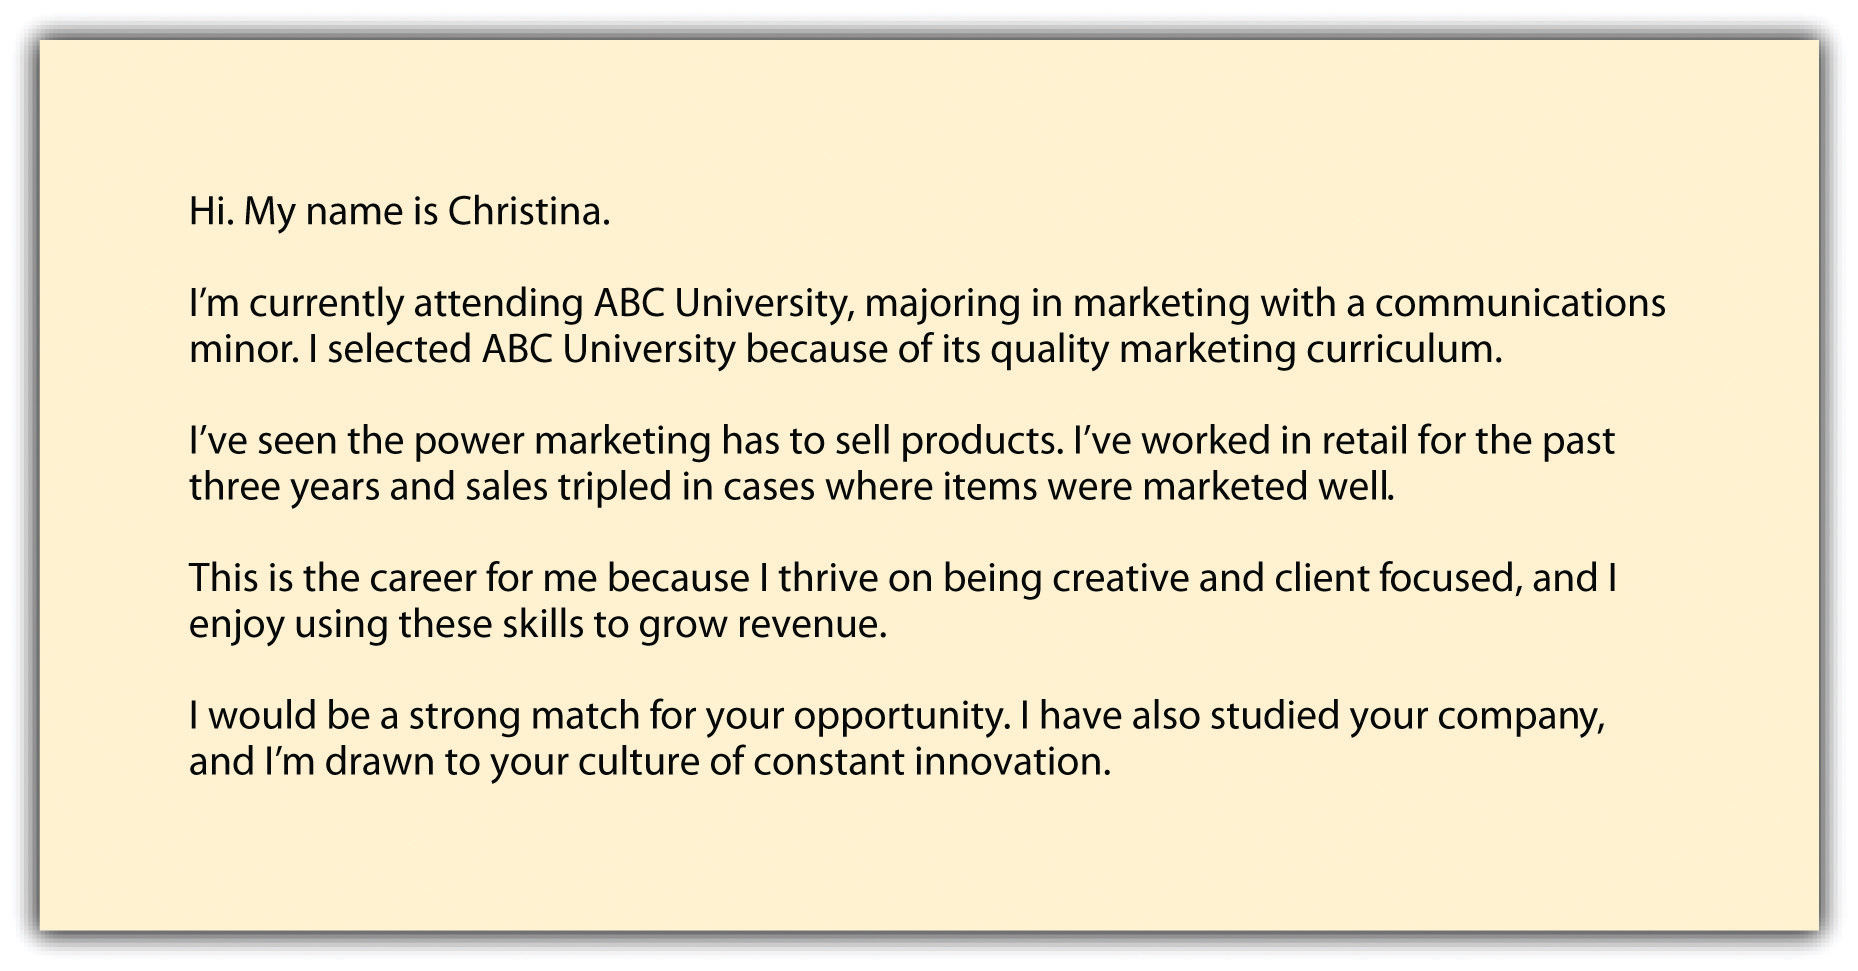 Hi. My name is Christina.
I’m currently attending ABC University, majoring in marketing with a communications
minor. I selected ABC University because of its quality marketing curriculum.
I’ve seen the power marketing has to sell products. I’ve worked in retail for the past
three years and sales tripled in cases where items were marketed well.
This is the career for me because I thrive on being creative and client focused, and I
enjoy using these skills to grow revenue.
I would be a strong match for your opportunity. I have also studied your company,
and I’m drawn to your culture of constant innovation.